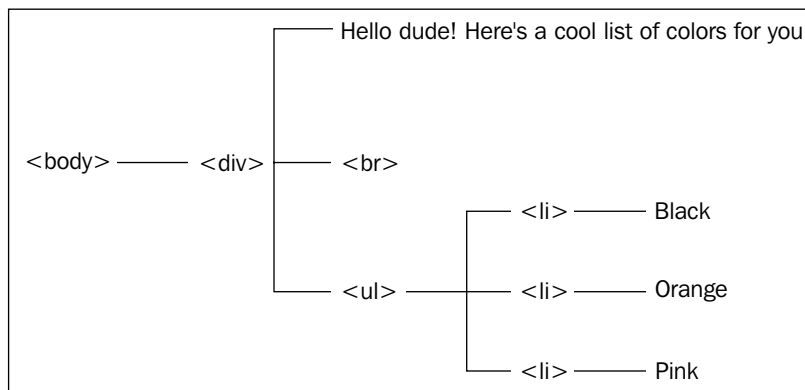 Hello dude! Here's a cool list of colors for you
<body> <div> <br>
<li> Black
<ul> <li> Orange
<li> Pink